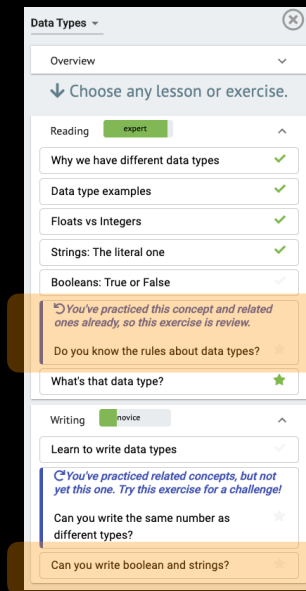 Data Types
Overview
Choose any lesson or exercise.
Reading expert
Why we have different data types
Data type examples
Floats vs Integers
Strings: The literal one
Booleans: True or False
You've practiced this concept and related
ones already, so this exercise is review.
Do you know the rules about data types?
What's that data type?
Writing novice
Learn to write data types
You've practiced related concepts, but not
yet this one. Try this exercise for a challenge!
Can you write the same number as
different types?
Can you write boolean and strings?